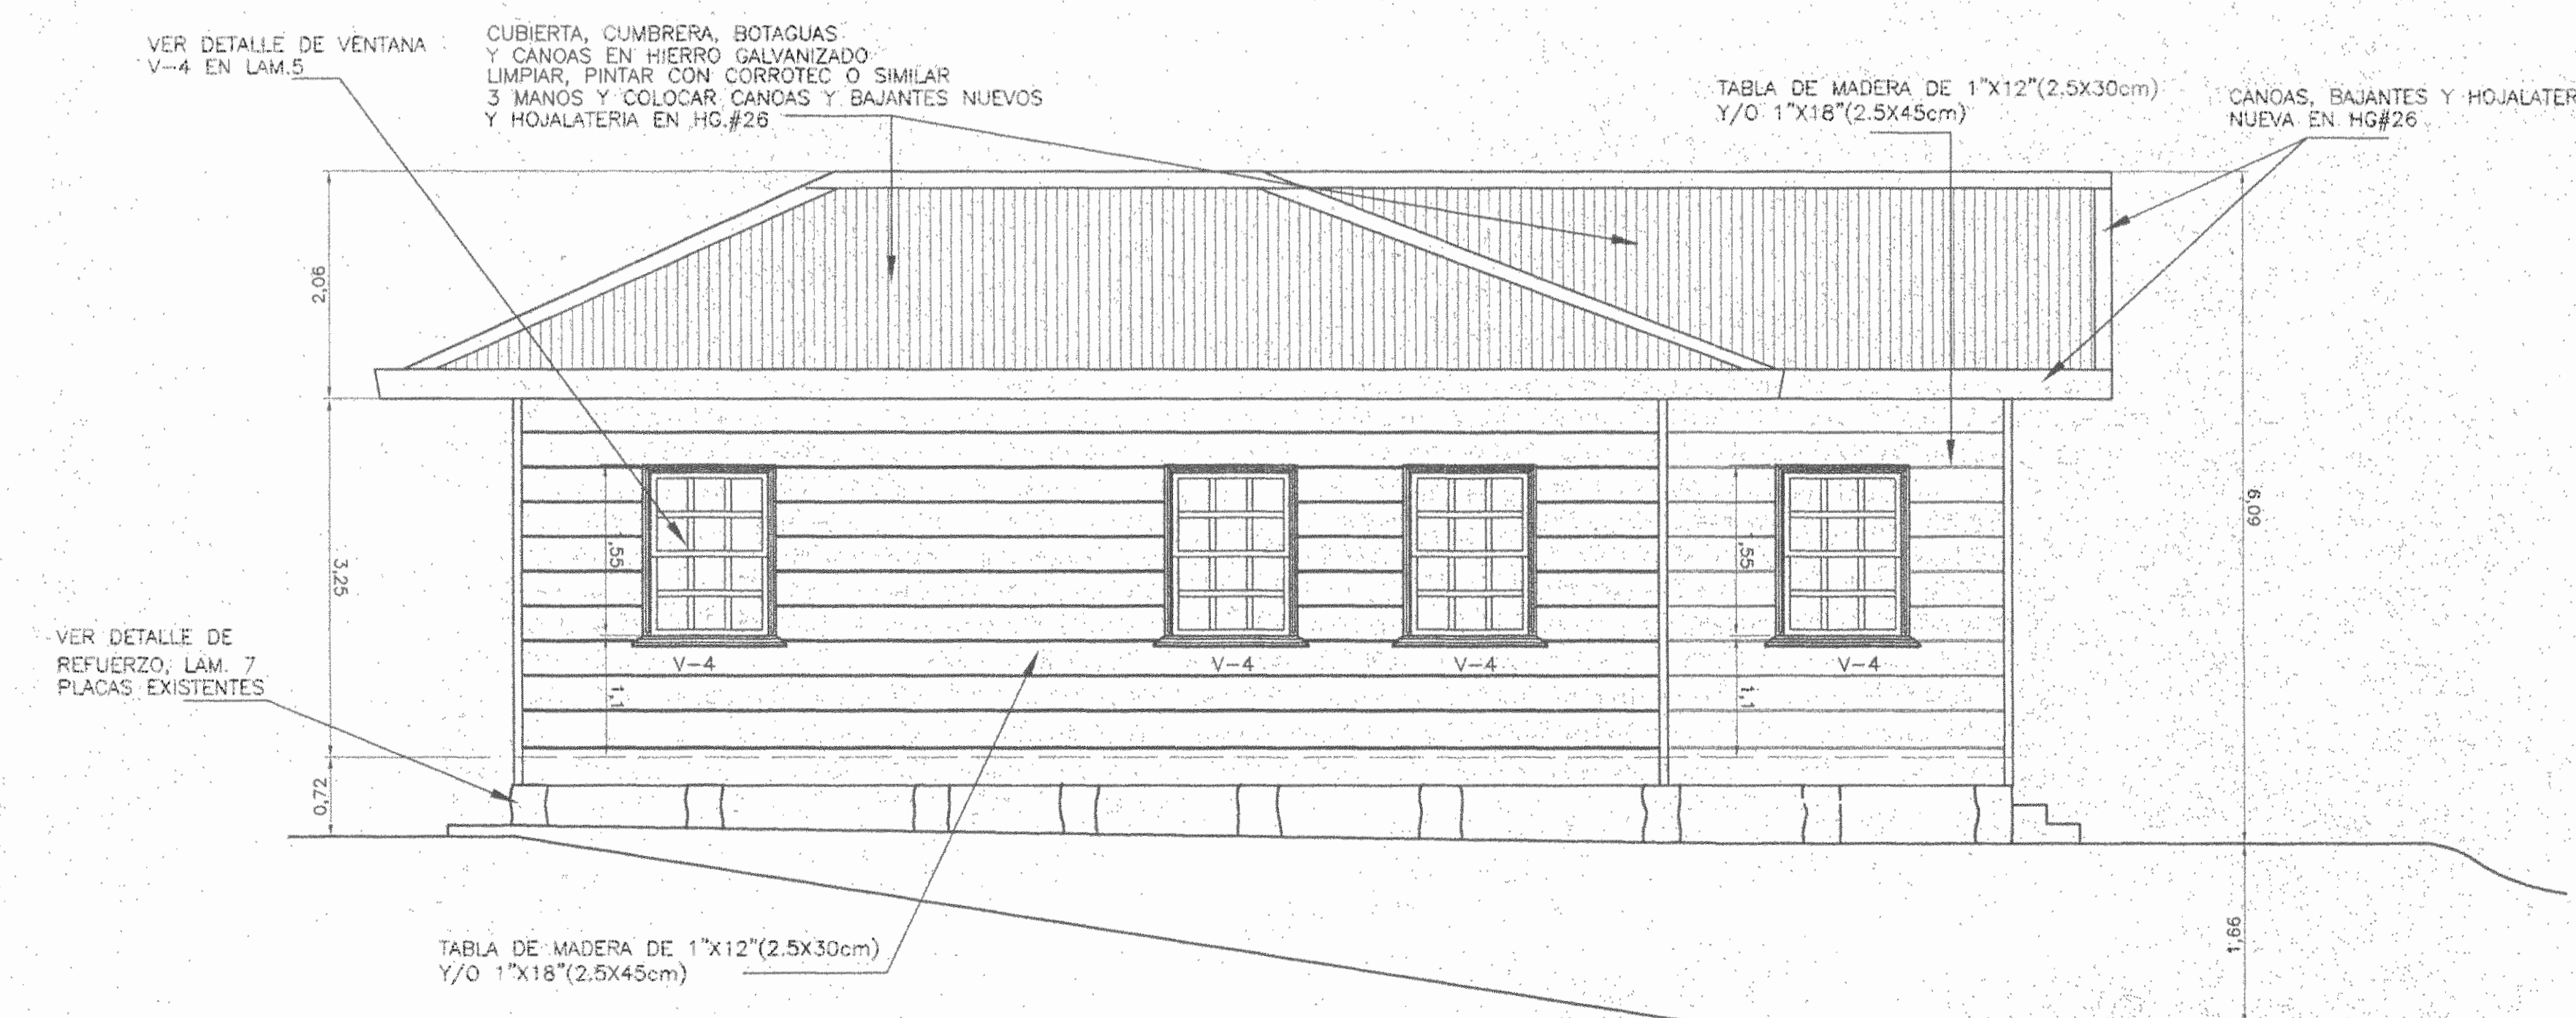 VER DETALLE DE VENTANA
V-4 EN LAM.5
CUBIERTA, CUMBRERA, BOTAGUAS
Y CANOAS EN HIERRO GALVANIZADO
LIMPIAR, PINTAR CON CORROTEC O SIMILAR
3 MANOS Y COLOCAR CANOAS Y BAJANTES NUEVOS
Y HOJALATERIA EN HG.#26
TABLA DE MADERA DE 1"X12"(2.5X30cm)
Y/O 1"X18"(2.5X45cm)
CANOAS, BAJANTES Y HOJALATER
NUEVA EN HG#26
2,09
3,25
0,72
6,09
1,66
,55
1,1
,55
1,1
V-4
V-4
V-4
V-4
VER DETALLE DE
REFUERZO, LAM. 7
PLACAS EXISTENTES
TABLA DE MADERA DE 1"X12"(2.5X30cm)
Y/O 1"X18"(2.5X45cm)